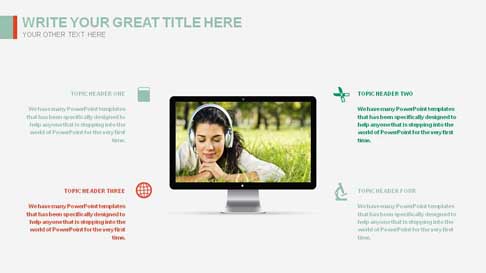 WRITE YOUR GREAT TITLE HERE
YOUR OTHER TEXT HERE
TOPIC HEADER ONE
We have many PowerPoint templates
that has been specifically designed to
help anyone that is stepping into the
world of PowerPoint for the very first
time.
TOPIC HEADER TWO
We have many PowerPoint templates
that has been specifically designed to
help anyone that is stepping into the
world of PowerPoint for the very first
time.
TOPIC HEADER THREE
We have many PowerPoint templates
that has been specifically designed to
help anyone that is stepping into the
world of PowerPoint for the very first
time.
TOPIC HEADER FOUR
We have many PowerPoint templates
that has been specifically designed to
help anyone that is stepping into the
world of PowerPoint for the very first
time.